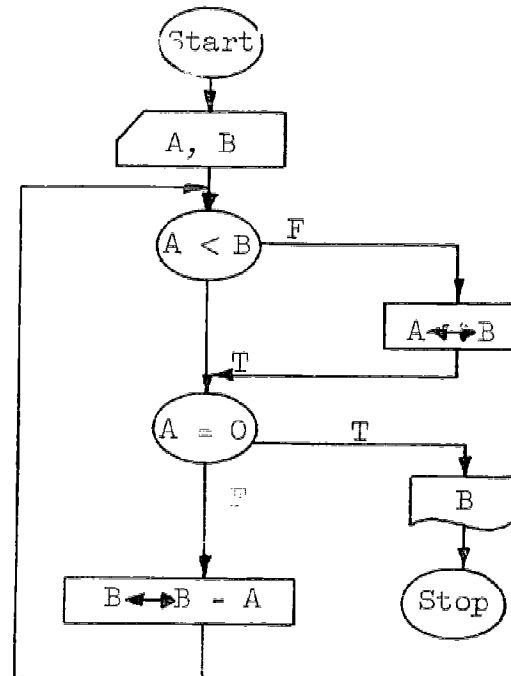 Start
A, B
A < B
F
A ↔ B
T
A = 0
T
F
B
B ↔ B - A
Stop